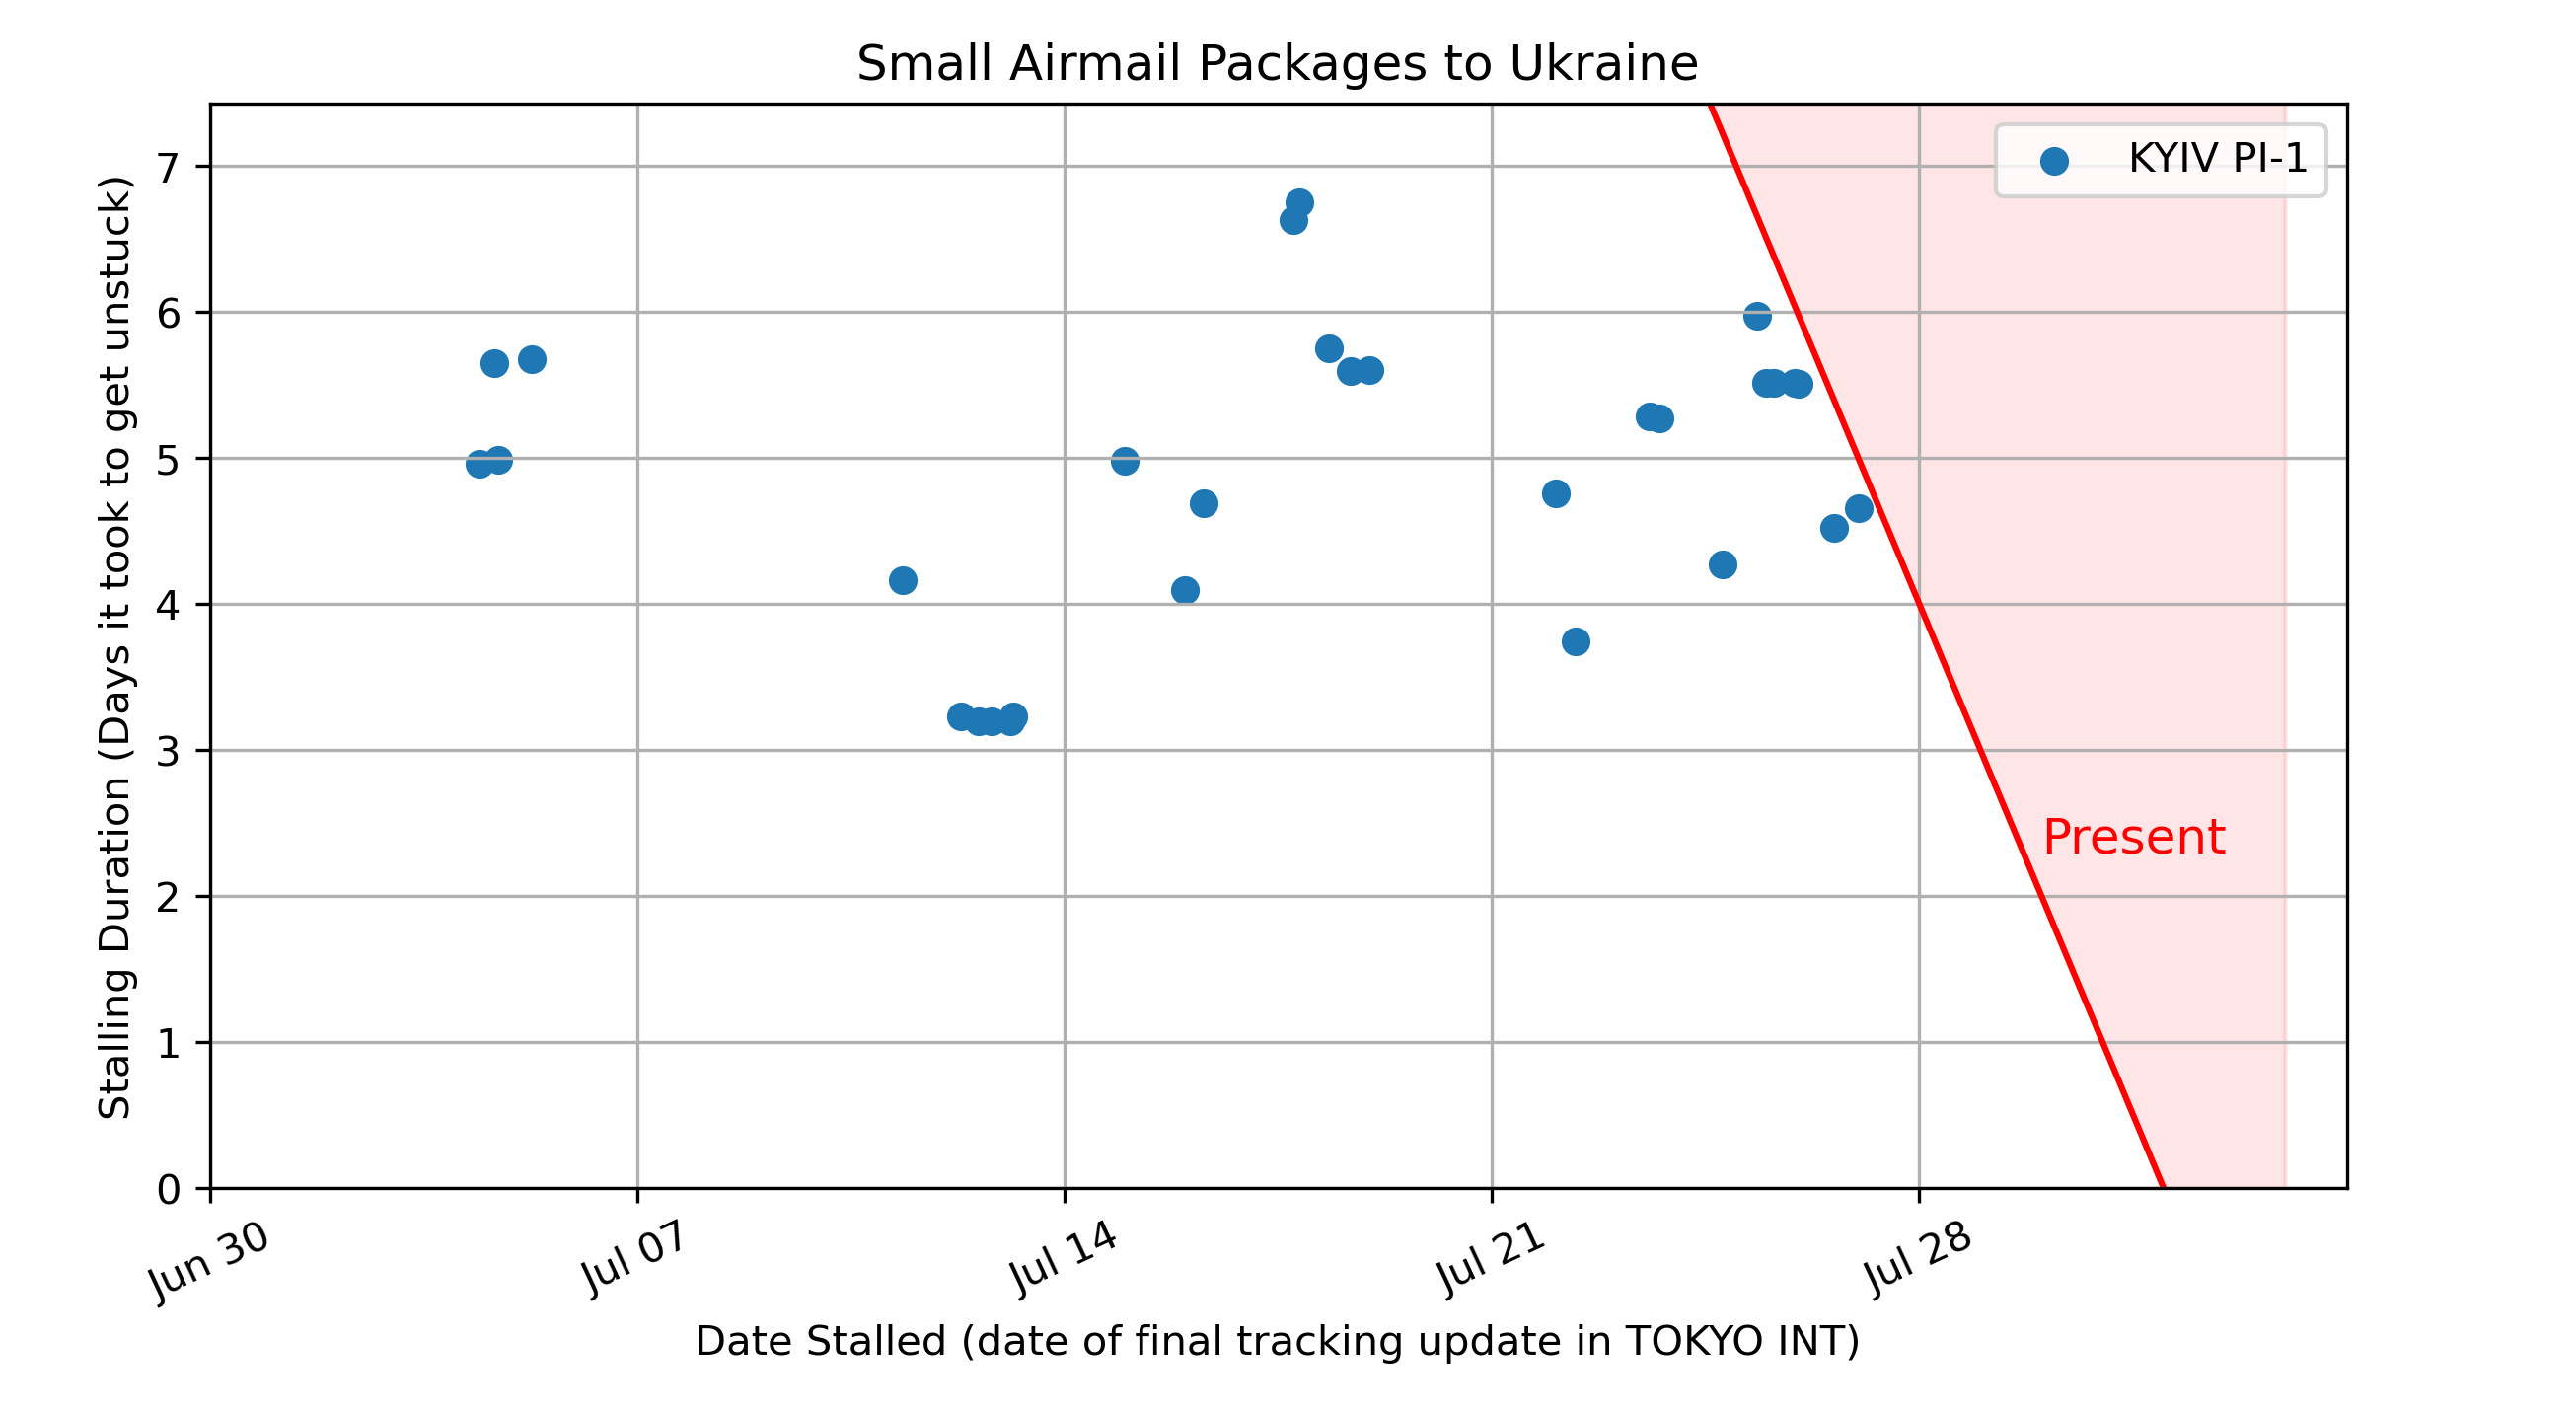 Small Airmail Packages to Ukraine
KYIV PI-1
Stalling Duration (Days it took to get unstuck)
7
6
5
4
3
2
1
0
Present
Jun 30
Jul 07
Jul 14
Jul 21
Jul 28
Date Stalled (date of final tracking update in TOKYO INT)